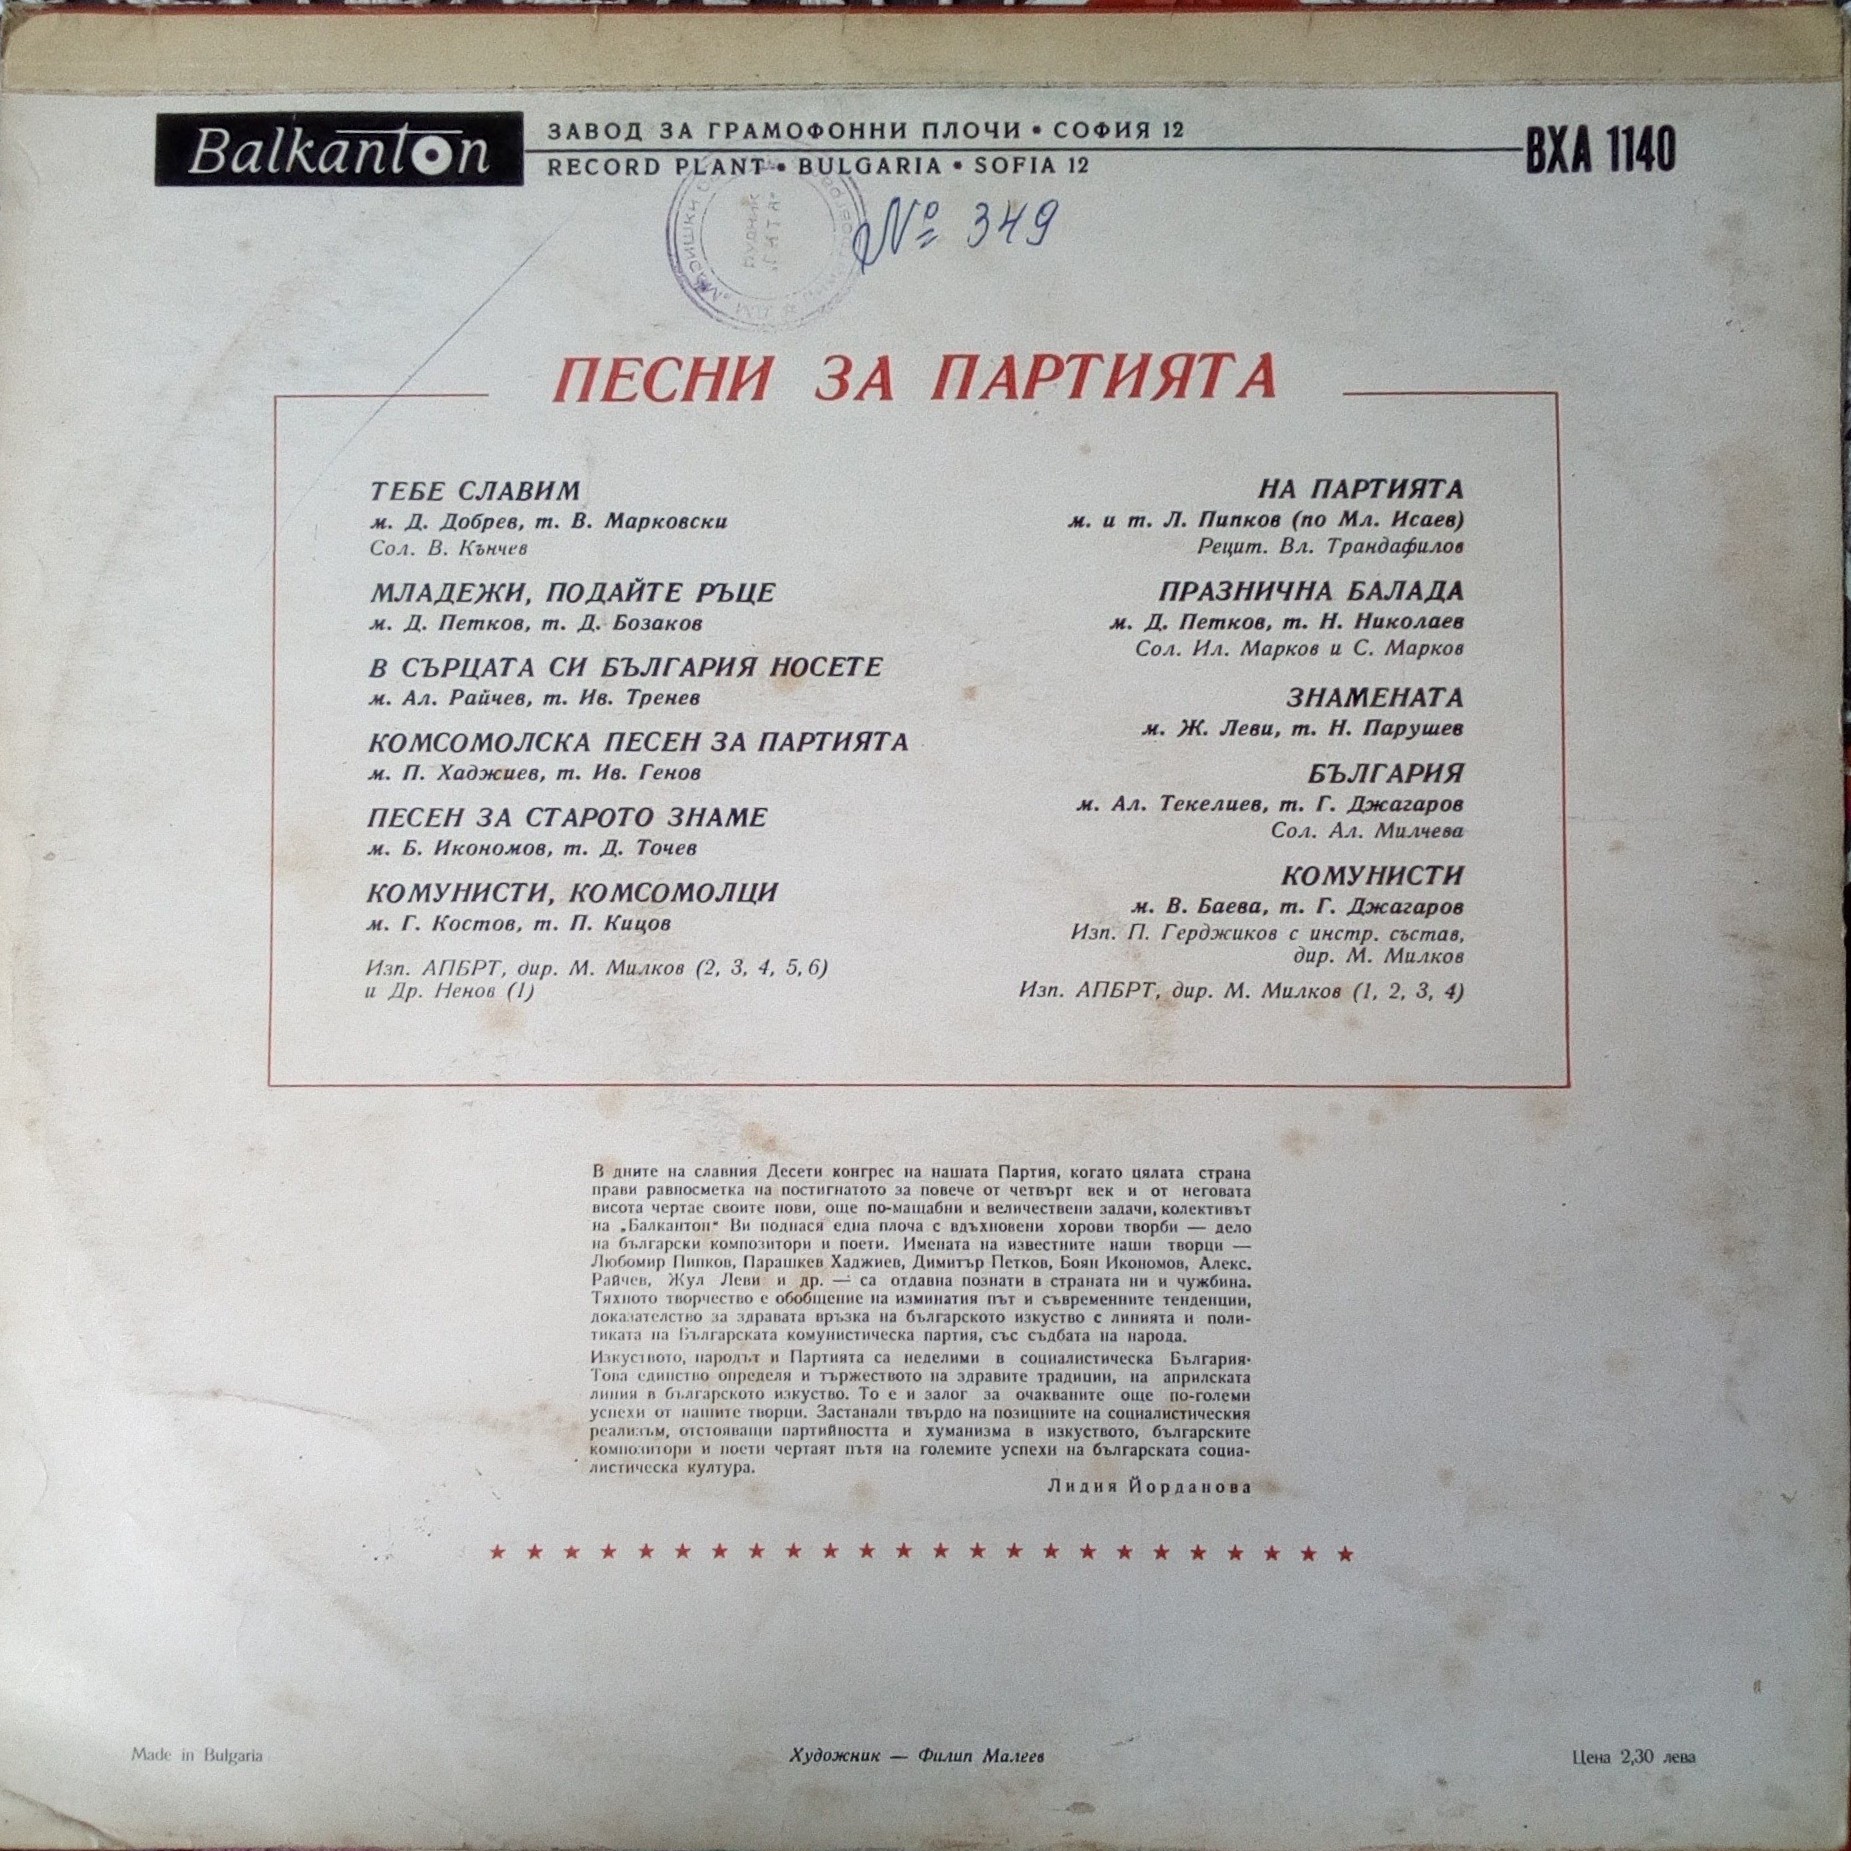 Balkanton
ЗАВОД ЗА ГРАМОФОННИ ПЛОЧИ • СОФИЯ 12
RECORD PLANT • BULGARIA • SOFIA 12
ВХА 1140
№ 349
ПЕСНИ ЗА ПАРТИЯТА
ТЕБЕ СЛАВИМ
м. Д. Добрев, т. В. Марковски
Сол. В. Кънчев
МЛАДЕЖИ, ПОДАЙТЕ РЪЦЕ
м. Д. Петков, т. Д. Бозаков
В СЪРЦАТА СИ БЪЛГАРИЯ НОСЕТЕ
м. Ал. Райчев, т. Ив. Тренев
КОМСОМОЛСКА ПЕСЕН ЗА ПАРТИЯТА
м. П. Хаджиев, т. Ив. Генов
ПЕСЕН ЗА СТАРОТО ЗНАМЕ
м. Б. Икономов, т. Д. Точев
КОМУНИСТИ, КОМСОМОЛЦИ
м. Г. Костов, т. П. Кицов
Изп. АПБРТ, дир. М. Милков (2, 3, 4, 5, 6)
и Др. Ненов (1)
НА ПАРТИЯТА
м. и т. Л. Пипков (по Мл. Исаев)
Рецит. Вл. Трандафилов
ПРАЗНИЧНА БАЛАДА
м. Д. Петков, т. Н. Николаев
Сол. Ил. Марков и С. Марков
ЗНАМЕНАТА
м. Ж. Леви, т. Н. Парушев
БЪЛГАРИЯ
м. Ал. Текелиев, т. Г. Джагаров
Сол. Ал. Милчева
КОМУНИСТИ
м. В. Баева, т. Г. Джагаров
Изп. П. Герджиков с инстр. състав,
дир. М. Милков
Изп. АПБРТ, дир. М. Милков (1, 2, 3, 4)
В дните на славния Десети конгрес на нашата Партия, когато цялата страна
прави равносметка на постигнатото за повече от четвърт век и от неговата
висота чертае своите нови, още по-мащабни и величествени задачи, колективът
на „Балкантон" Ви поднася една плоча с вдъхновени хорови творби — дело
на български композитори и поети. Имената на известните наши творци —
Любомир Пипков, Парашкев Хаджиев, Димитър Петков, Боян Икономов, Алекс.
Райчев, Жул Леви и др. — са отдавна познати в страната ни и чужбина.
Тяхното творчество е обобщение на изминатия път и съвременните тенденции,
доказателство за здравата връзка на българското изкуство с линията и поли-
тиката на Българската комунистическа партия, със съдбата на народа.
Изкуството, народът и Партията са неделими в социалистическа България.
Това единство определя и тържеството на здравите традиции, на априлската
линия в българското изкуство. То е и залог за очакваните още по-големи
успехи от нашите творци. Застанали твърдо на позициите на социалистическия
реализъм, отстояващи партийността и хуманизма в изкуството, българските
композитори и поети чертаят пътя на големите успехи на българската социа-
листическа култура.
Лидия Йорданова
Made in Bulgaria
Художник — Филип Малеев
Цена 2,30 лева